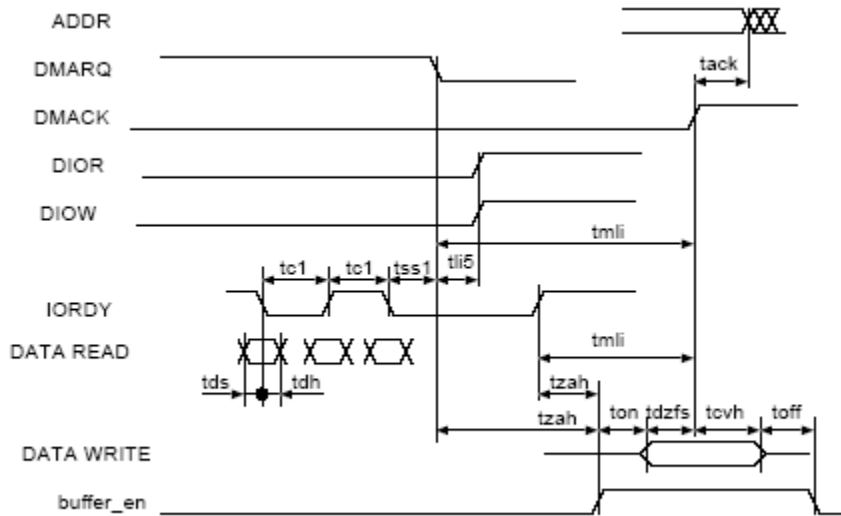 ADDR
DMARQ
tack
DMACK
DIOR
DIOW
tmli
tc1 tc1 tss1 tli5
IORDY
DATA READ
tmli
tds tdh
tzah
tzah ton tdzfs tcvh toff
DATA WRITE
buffer_en